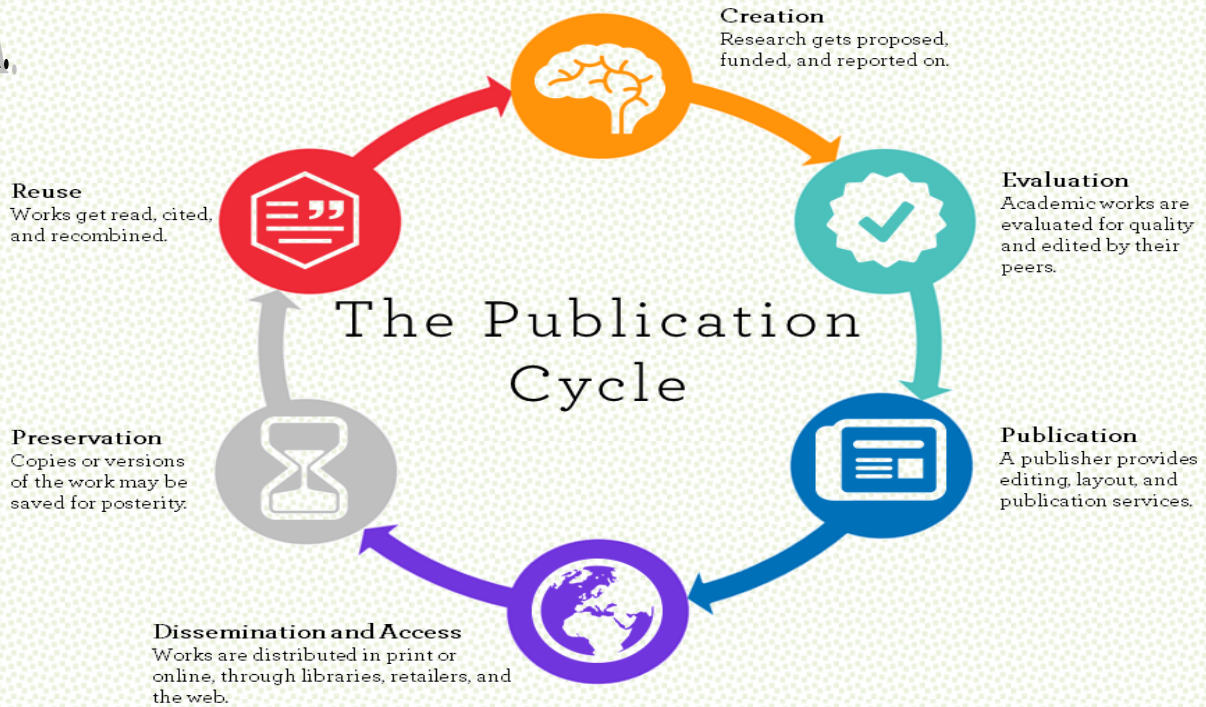 Creation
Research gets proposed,
funded, and reported on.
Evaluation
Academic works are
evaluated for quality
and edited by their
peers.
Publication
A publisher provides
editing, layout, and
publication services.
Dissemination and Access
Works are distributed in print or
online, through libraries, retailers, and
the web.
Preservation
Copies or versions
of the work may be
saved for posterity.
Reuse
Works get read, cited,
and recombined.
The Publication
Cycle